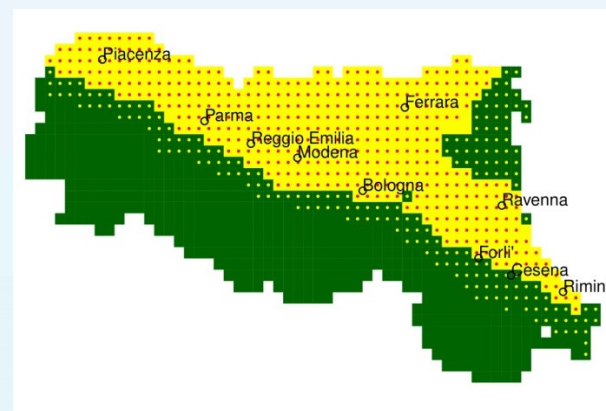 Piacenza
Ferrara
Parma
Reggio Emilia
Modena
Bologna
Ravenna
Forli'
Cesena
Rimin